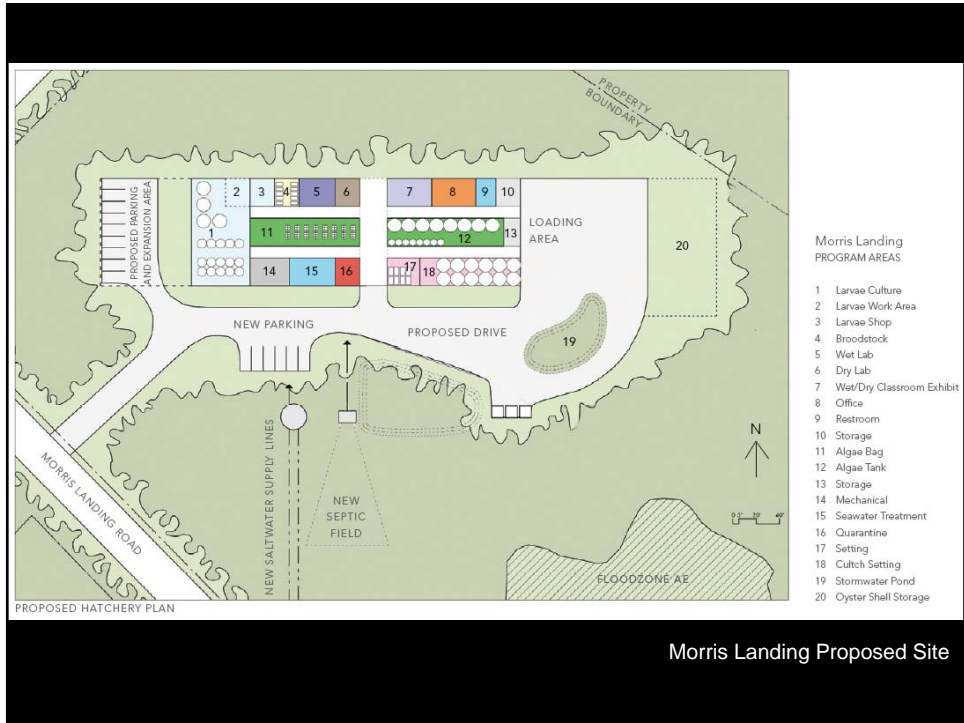 PROPERTY
BOUNDARY
PROPOSED PARKING
AND EXPANSION AREA
2 3 4 5 6 7 8 9 10
1 11 12 13
14 15 16 17 18
LOADING
AREA
20
NEW PARKING
PROPOSED DRIVE
19
MORRIS LANDING ROAD
NEW SALTWATER SUPPLY LINES
NEW
SEPTIC
FIELD
N
0 5' 20' 40'
FLOODZONE AE
PROPOSED HATCHERY PLAN
Morris Landing
PROGRAM AREAS
1 Larvae Culture
2 Larvae Work Area
3 Larvae Shop
4 Broodstock
5 Wet Lab
6 Dry Lab
7 Wet/Dry Classroom Exhibit
8 Office
9 Restroom
10 Storage
11 Algae Bag
12 Algae Tank
13 Storage
14 Mechanical
15 Seawater Treatment
16 Quarantine
17 Setting
18 Cultch Setting
19 Stormwater Pond
20 Oyster Shell Storage
Morris Landing Proposed Site